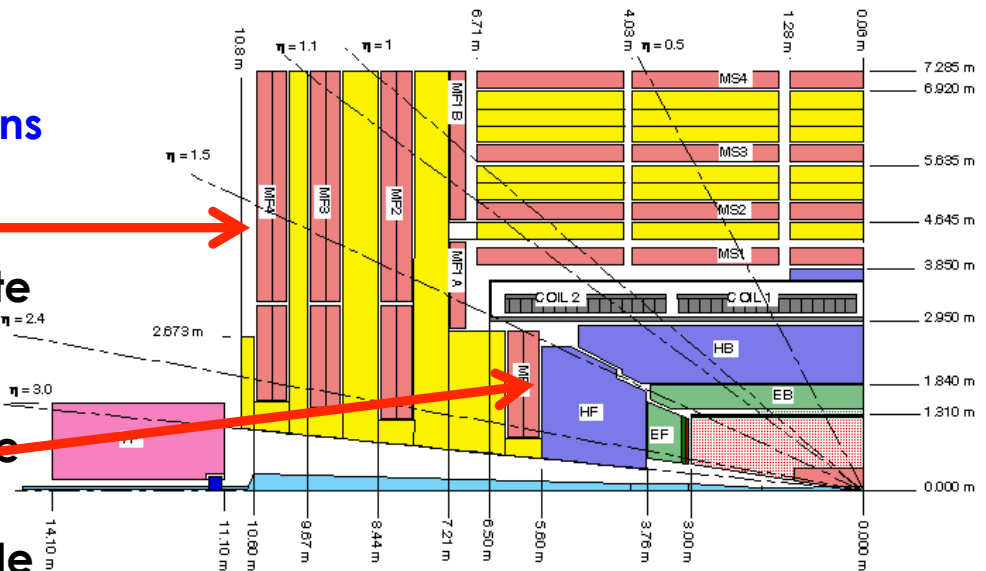 10.8 m
η = 1.1
η = 1
6.71 m
4.03 m
η = 0.5
1.28 m
0.06 m
7.285 m
MS4
6.920 m
MF1 B
ns
MS3
5.635 m
η = 1.5
MF4
MF3
MF2
MS2
4.645 m
MS1
3.850 m
MF1 A
te
COIL 2
COIL 1
η = 2.4
2.950 m
2.673 m
HB
1.840 m
η = 3.0
EB
HF
1.310 m
EF
e
0.000 m
14.10 m
11.10 m
10.60 m
9.67 m
8.44 m
7.21 m
6.50 m
5.60 m
3.76 m
3.00 m
0.000 m
le